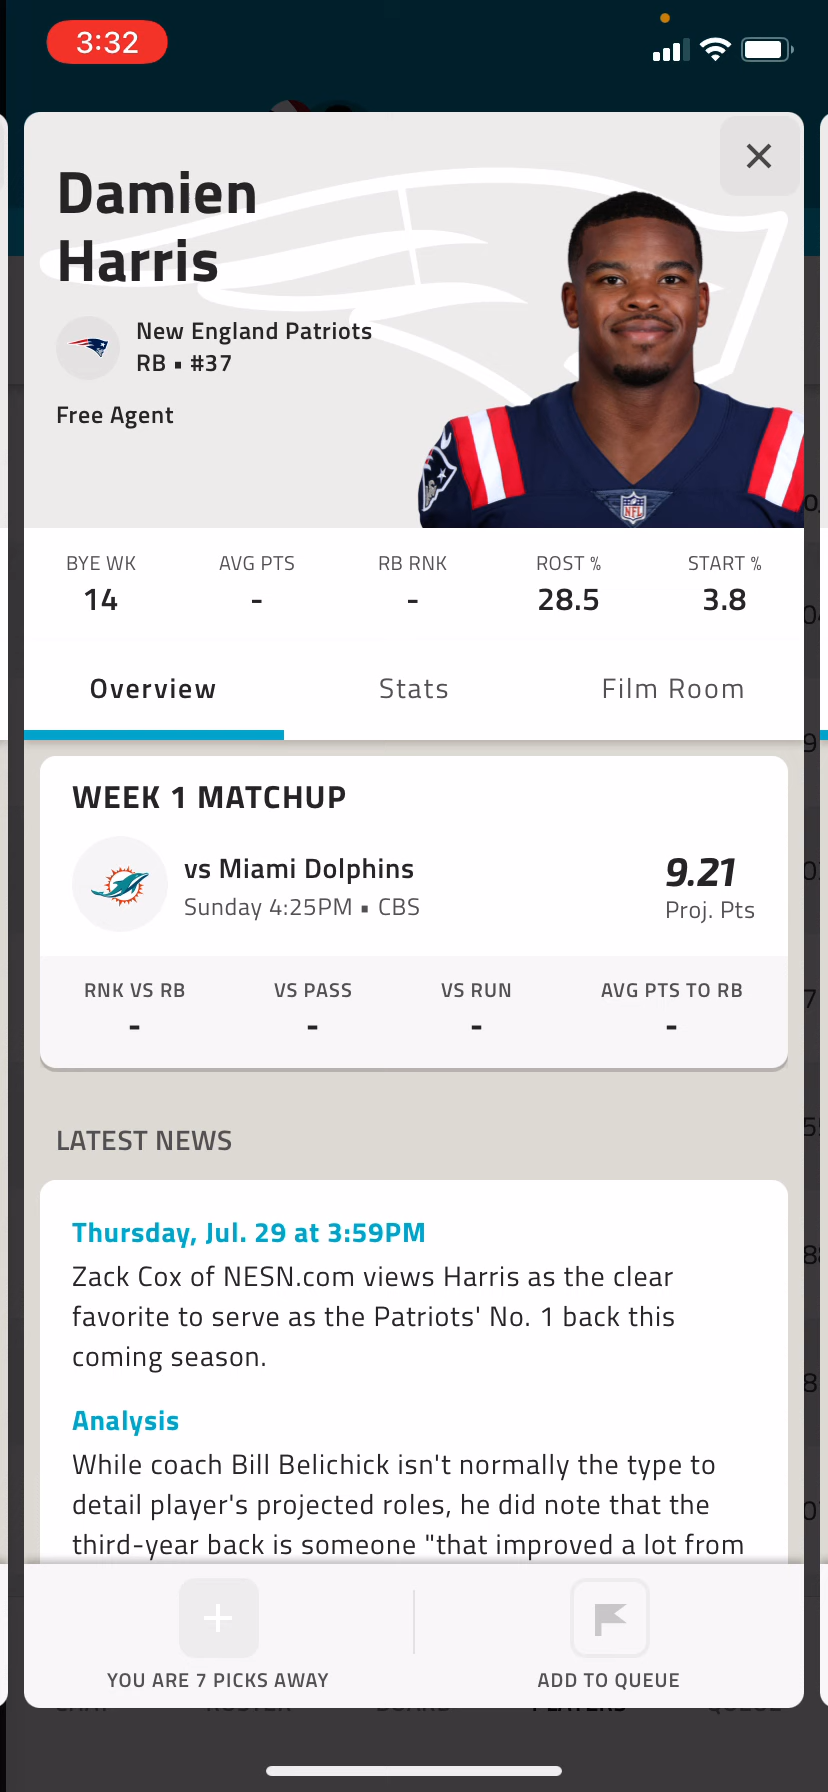 3:32
Damien
Harris
New England Patriots
RB ▪ #37
Free Agent
BYE WK AVG PTS RB RNK ROST % START %
14 - - 28.5 3.8
Overview Stats Film Room
WEEK 1 MATCHUP
vs Miami Dolphins
Sunday 4:25PM ▪ CBS
9.21
Proj. Pts
RNK VS RB VS PASS VS RUN AVG PTS TO RB
- - - -
LATEST NEWS
Thursday, Jul. 29 at 3:59PM
Zack Cox of NESN.com views Harris as the clear
favorite to serve as the Patriots' No. 1 back this
coming season.
Analysis
While coach Bill Belichick isn't normally the type to
detail player's projected roles, he did note that the
third-year back is someone "that improved a lot from
YOU ARE 7 PICKS AWAY ADD TO QUEUE